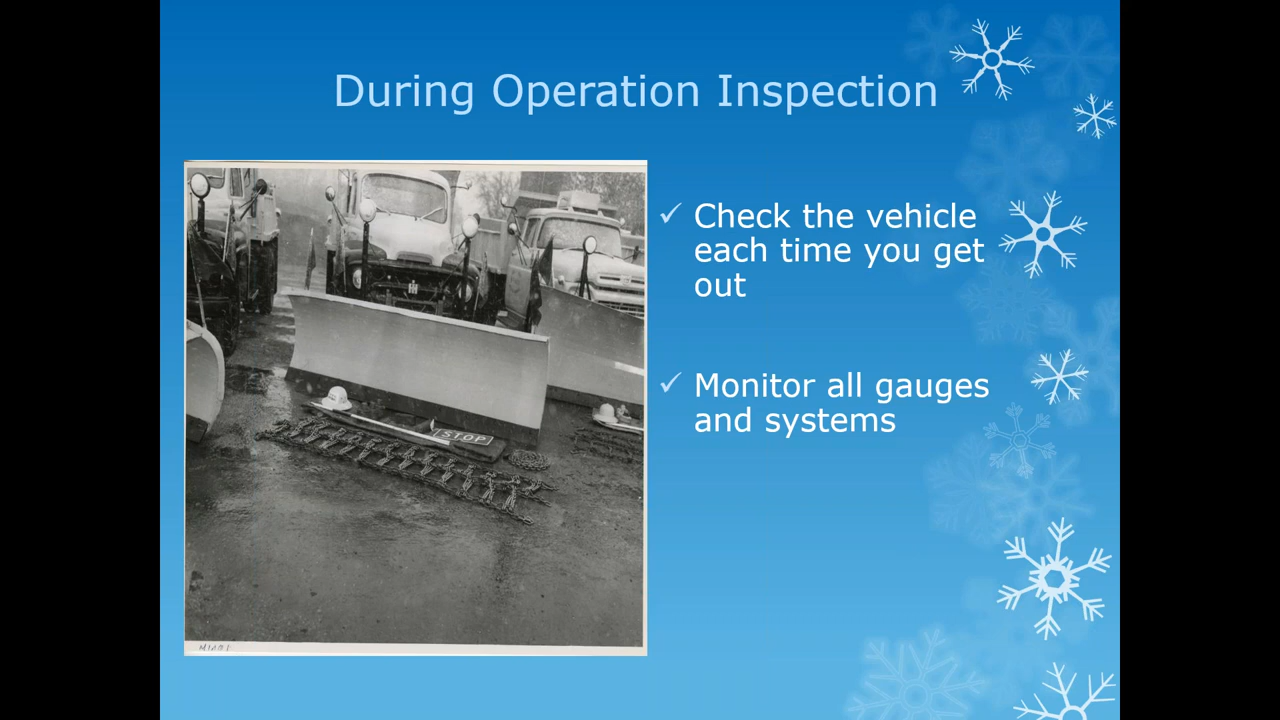 During Operation Inspection
✓ Check the vehicle
each time you get
out
✓ Monitor all gauges
and systems
STOP